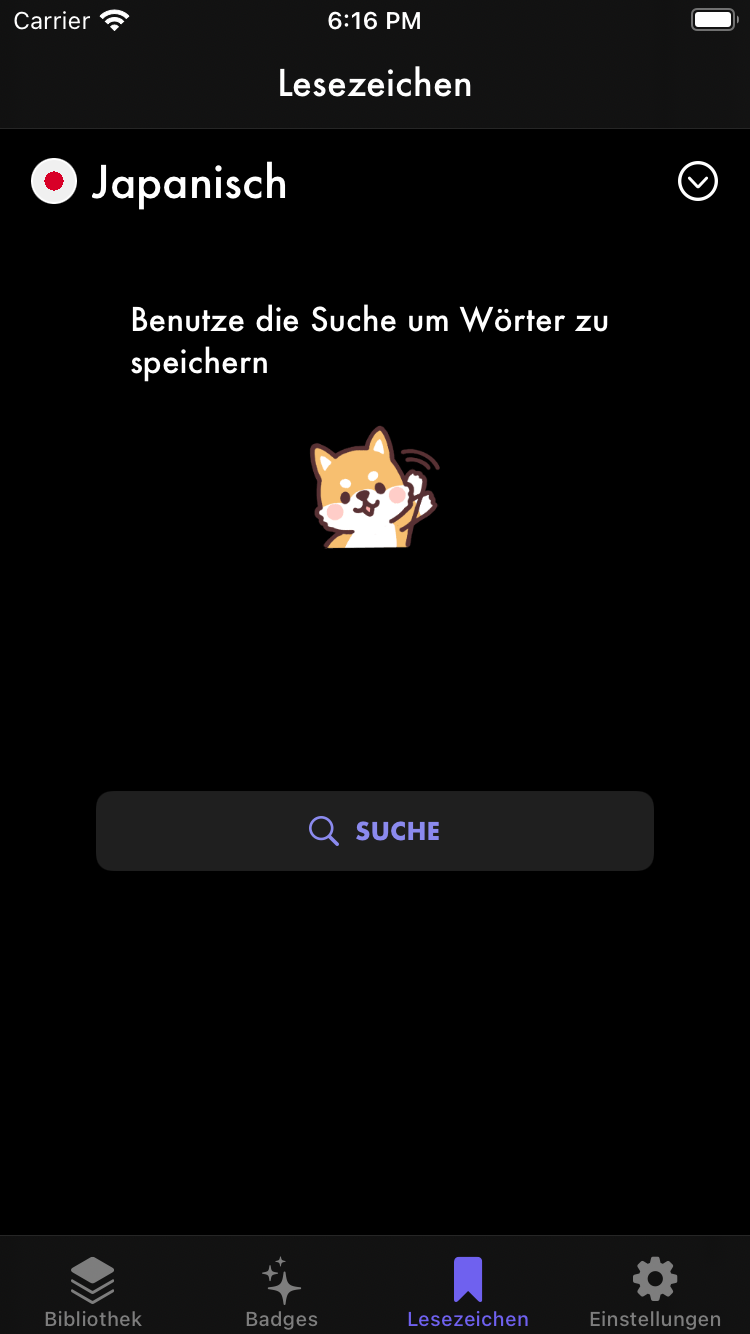 Carrier 6:16 PM
Lesezeichen
Japanisch
Benutze die Suche um Wörter zu
speichern
SUCHE
Bibliothek Badges Lesezeichen Einstellungen